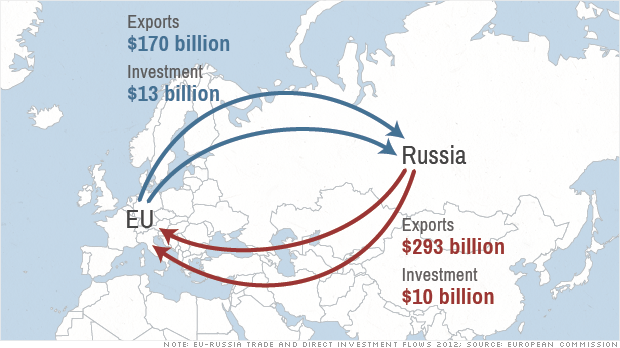 Exports
$170 billion
Investment
$13 billion
Russia
EU
Exports
$293 billion
Investment
$10 billion
NOTE: EU-RUSSIA TRADE AND DIRECT INVESTMENT FLOWS 2012; SOURCE: EUROPEAN COMMISSION